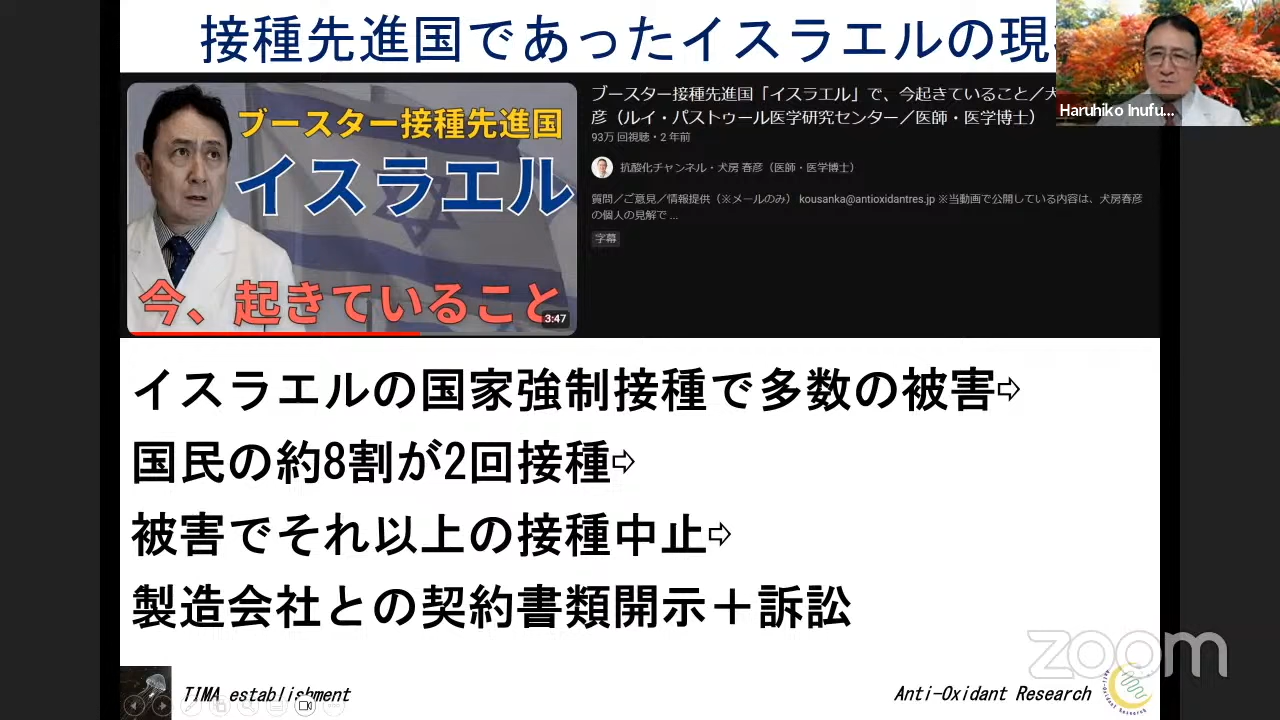 接種先進国であったイスラエルの現
Haruhiko Inufu...
ブースター接種先進国
イスラエル
今、起きていること
3:47
ブースター接種先進国「イスラエル」で、今起きていること／犬
彦（ルイ・パストゥール医学研究センター／医師・医学博士）
93万 回視聴・2 年前
抗酸化チャンネル・犬房 春彦（医師・医学博士）
質問／ご意見／情報提供（※メールのみ） kousanka@antioxidantres.jp ※当動画で公開している内容は、犬房春彦
の個人の見解で ...
字幕
イスラエルの国家強制接種で多数の被害⇨
国民の約8割が2回接種⇨
被害でそれ以上の接種中止⇨
製造会社との契約書類開示＋訴訟
zoom
TIMA establishment
Anti-Oxidant Research